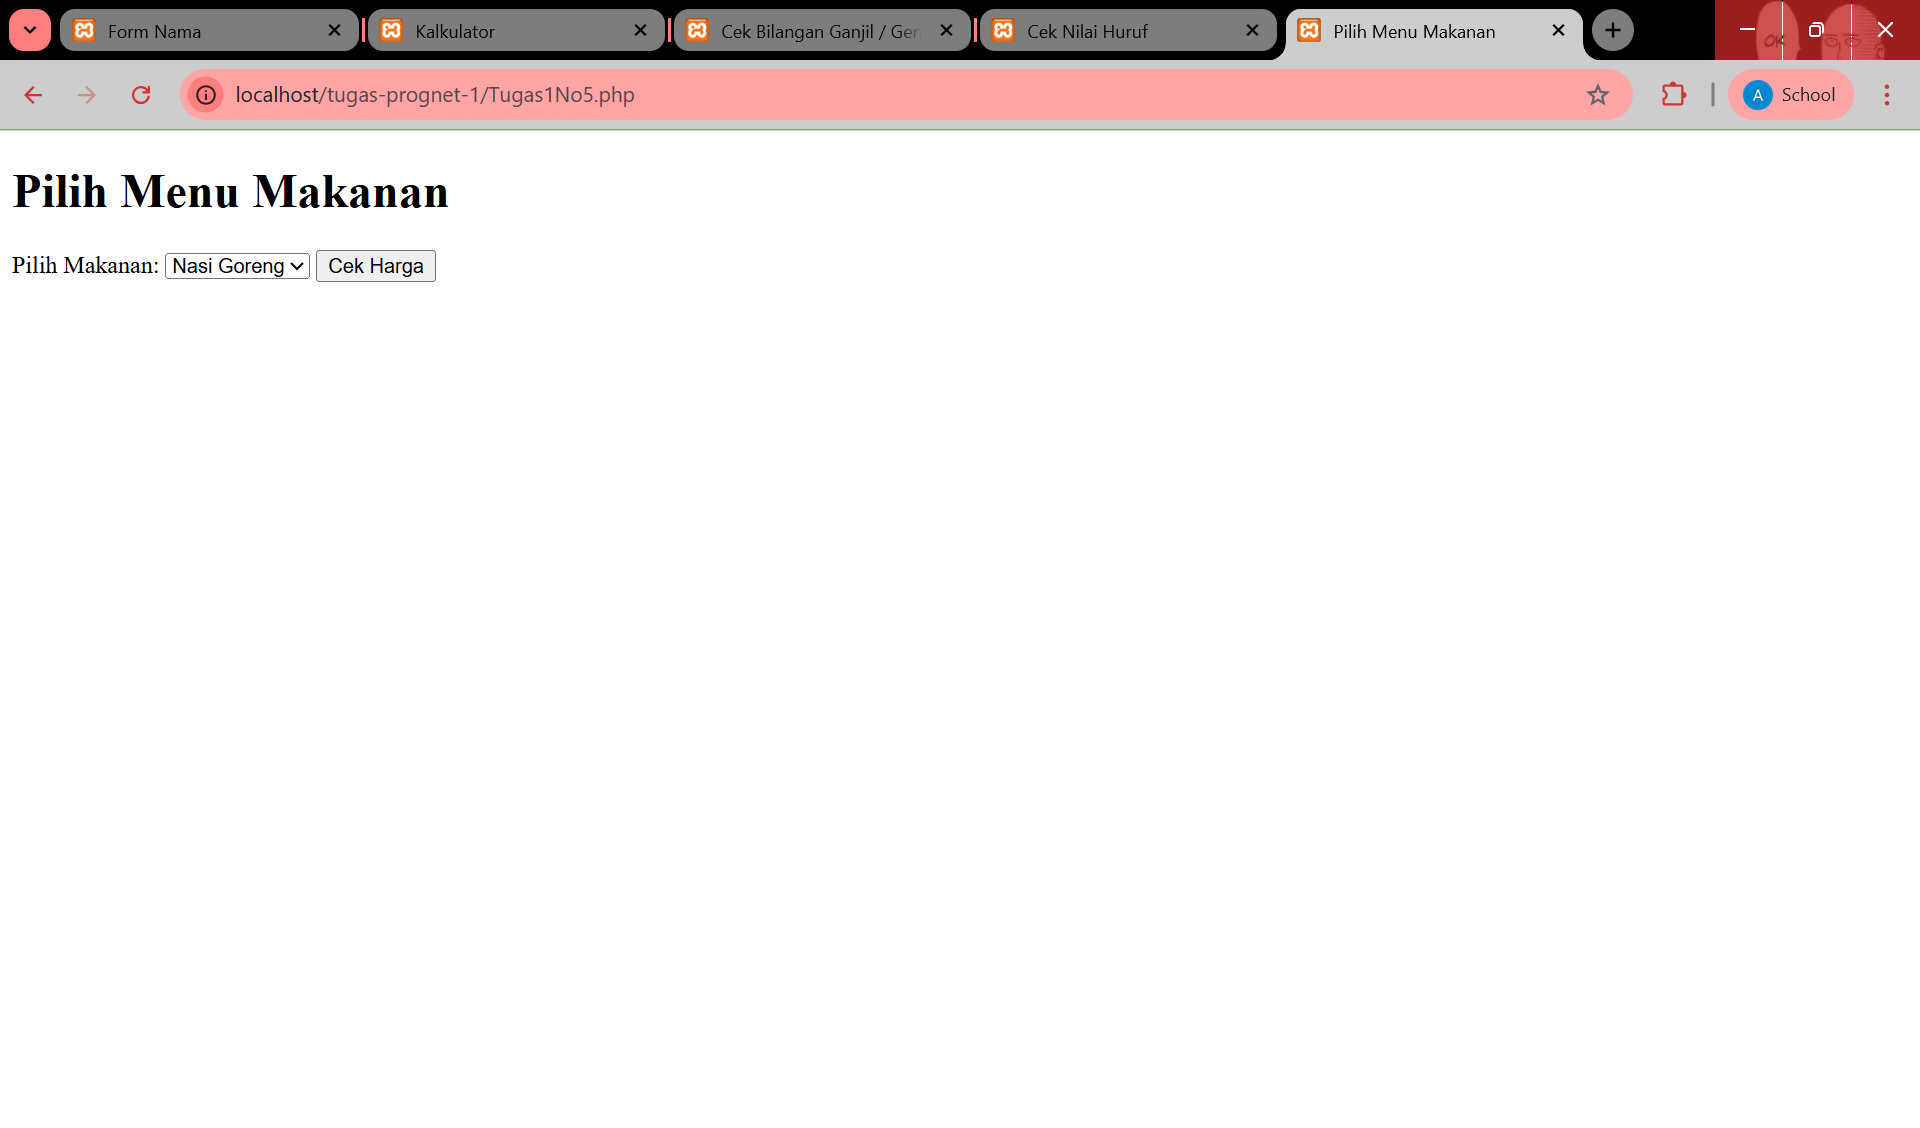 Form Nama
Kalkulator
Cek Bilangan Ganjil / Gen
Cek Nilai Huruf
Pilih Menu Makanan
OK
localhost/tugas-prognet-1/Tugas1No5.php
A
School
Pilih Menu Makanan
Pilih Makanan: Nasi Goreng Cek Harga